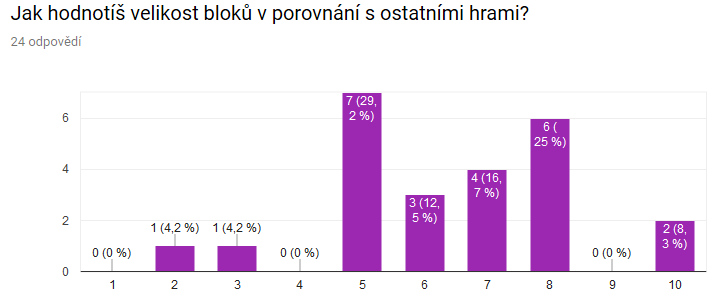 Jak hodnotíš velikost bloků v porovnání s ostatními hrami?
24 odpovědí
6
4
2
0
0 (0 %)
1 (4,2 %)
1 (4,2 %)
0 (0 %)
7 (29,
2 %)
3 (12,
5 %)
4 (16,
7 %)
6 (
25 %)
0 (0 %)
2 (8,
3 %)
1 2 3 4 5 6 7 8 9 10